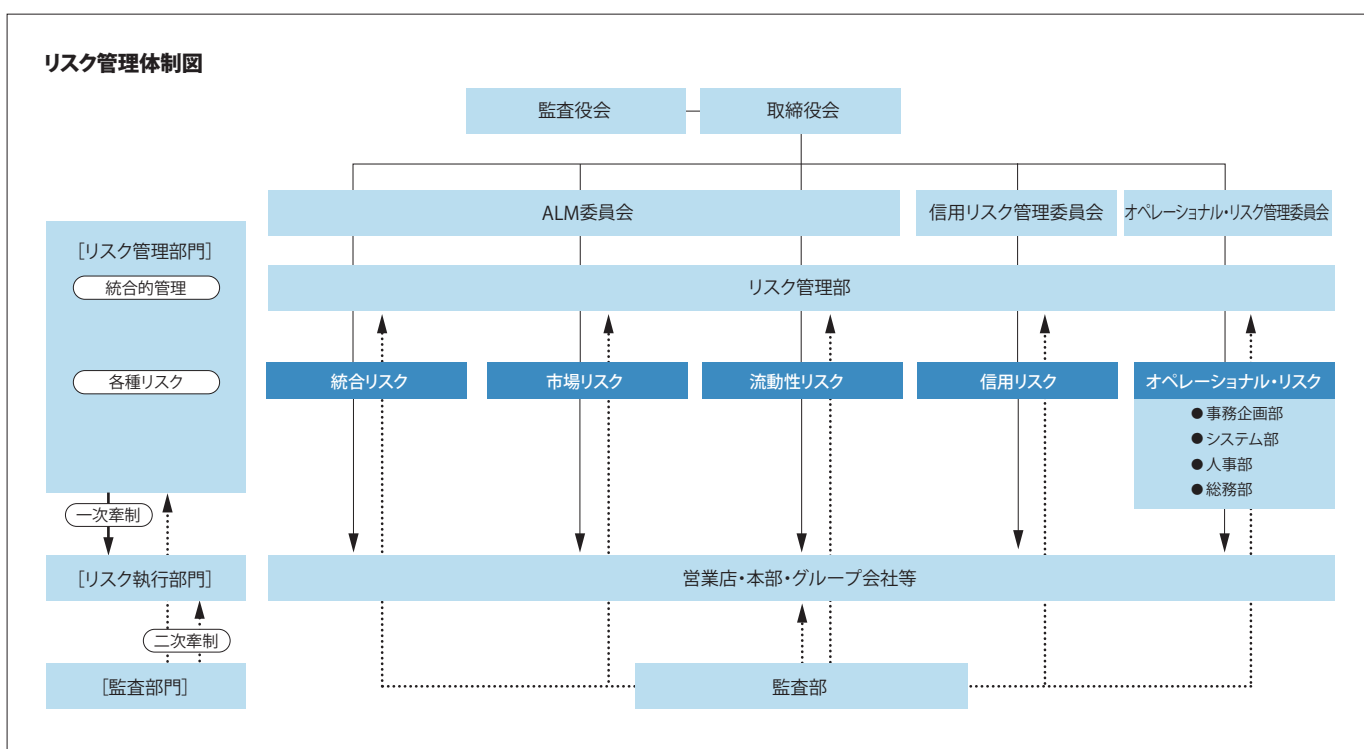 リスク管理体制図
監査役会
取締役会
ALM委員会
信用リスク管理委員会
オペレーショナル・リスク管理委員会
[リスク管理部門]
統合的管理
リスク管理部
各種リスク
統合リスク
市場リスク
流動性リスク
信用リスク
オペレーショナル・リスク
●事務企画部
●システム部
●人事部
●総務部
一次牽制
[リスク執行部門]
営業店・本部・グループ会社等
二次牽制
[監査部門]
監査部